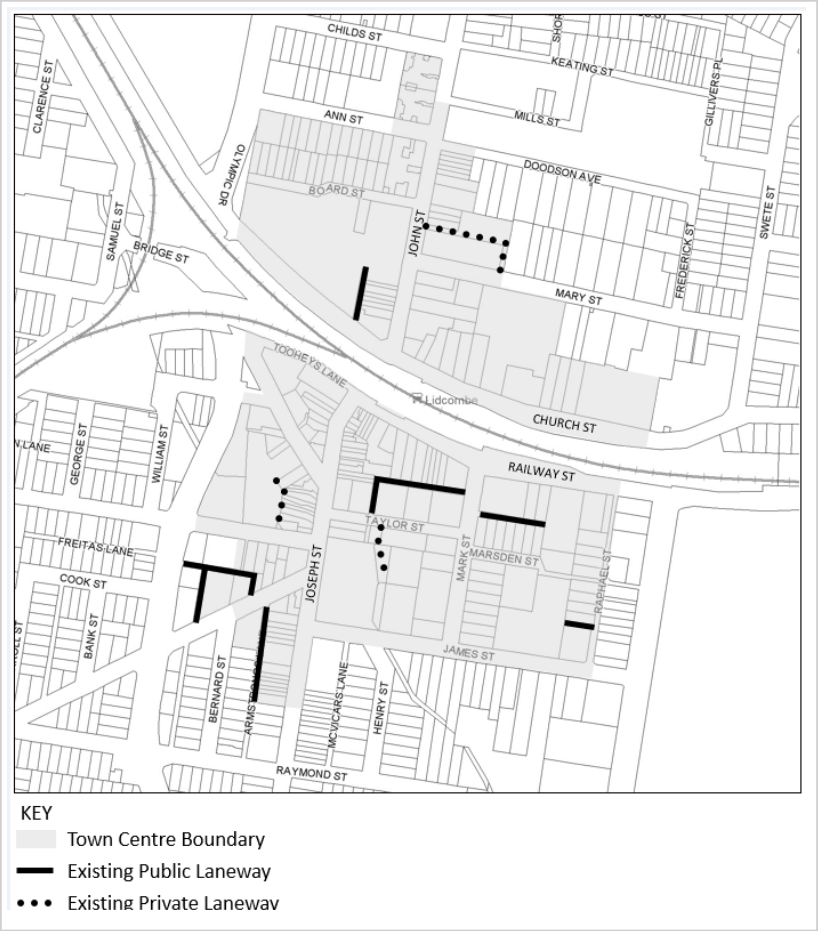 CHILDS ST
KEATING ST
GILLIVERS PL
CLARENCE ST
ANN ST
MILLS ST
OLYMPIC DR
DOODSON AVE
BOARD ST
SWETE ST
SAMUEL ST
JOHN ST
FREDERICK ST
BRIDGE ST
MARY ST
TOOHEYS LANE
Lidcombe
CHURCH ST
N LANE
GEORGE ST
WILLIAM ST
RAILWAY ST
TAYLOR ST
FREITAS LANE
MARK ST
MARSDEN ST
COOK ST
JOSEPH ST
RAPHAEL ST
BANK ST
JAMES ST
BERNARD ST
MCVICARS LANE
HENRY ST
RAYMOND ST
KEY
Town Centre Boundary
Existing Public Laneway
Existing Private Laneway